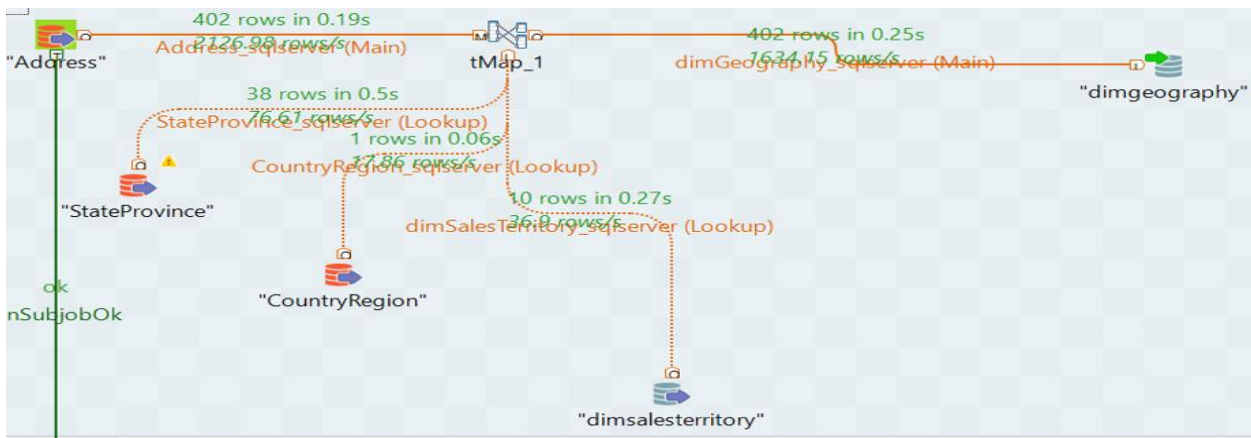 402 rows in 0.19s
2126.98 rows/s
Address_sqlserver (Main)
"Address"
tMap_1
402 rows in 0.25s
1634.15 rows/s
dimGeography_sqlserver (Main)
"dimgeography"
38 rows in 0.5s
76.61 rows/s
StateProvince_sqlserver (Lookup)
1 rows in 0.06s
17.86 rows/s
CountryRegion_sqlserver (Lookup)
"StateProvince"
10 rows in 0.27s
36.9 rows/s
dimSalesTerritory_sqlserver (Lookup)
"CountryRegion"
ok
nSubjobOk
"dimsalesterritory"